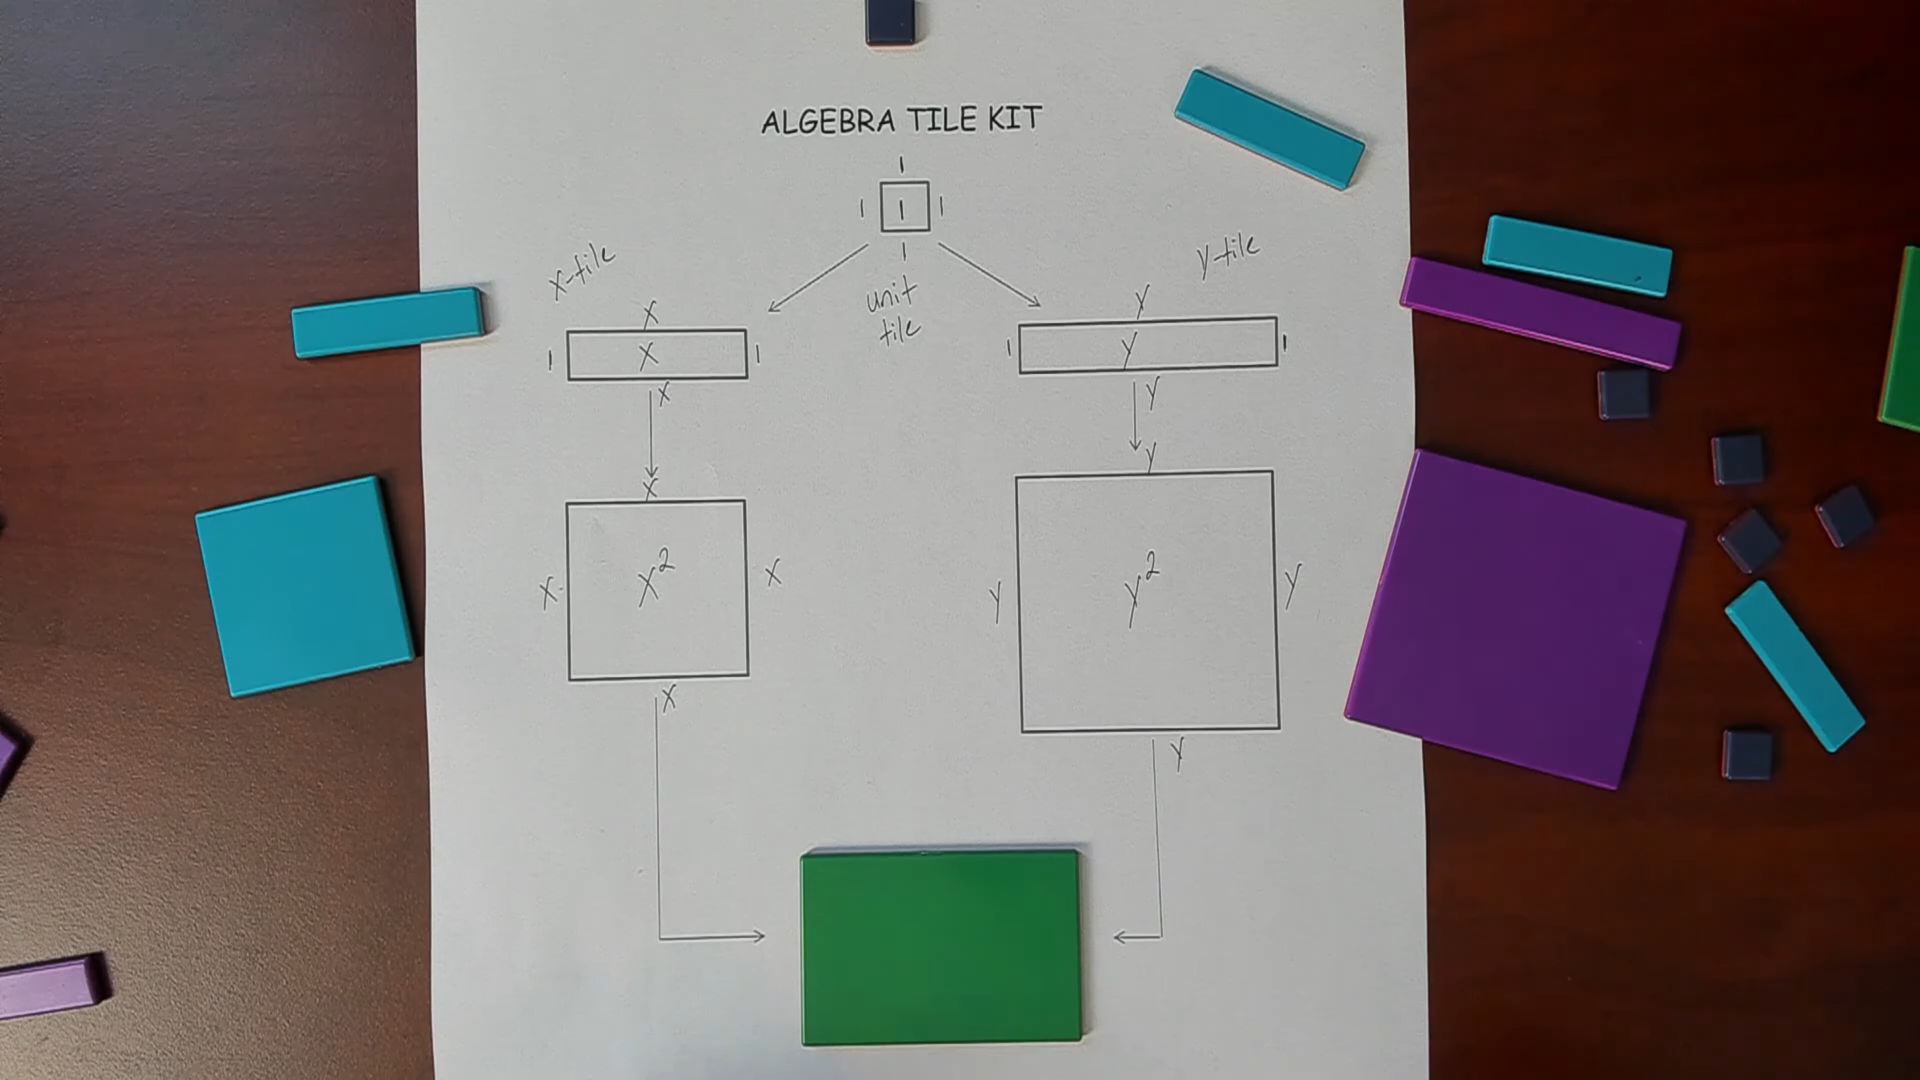 ALGEBRA TILE KIT
1
1 1 1
1
unit
tile
x-tile
x
1 x 1
x
x
x x² x
x
y-tile
y
1 y 1
y
y
y y² y
y